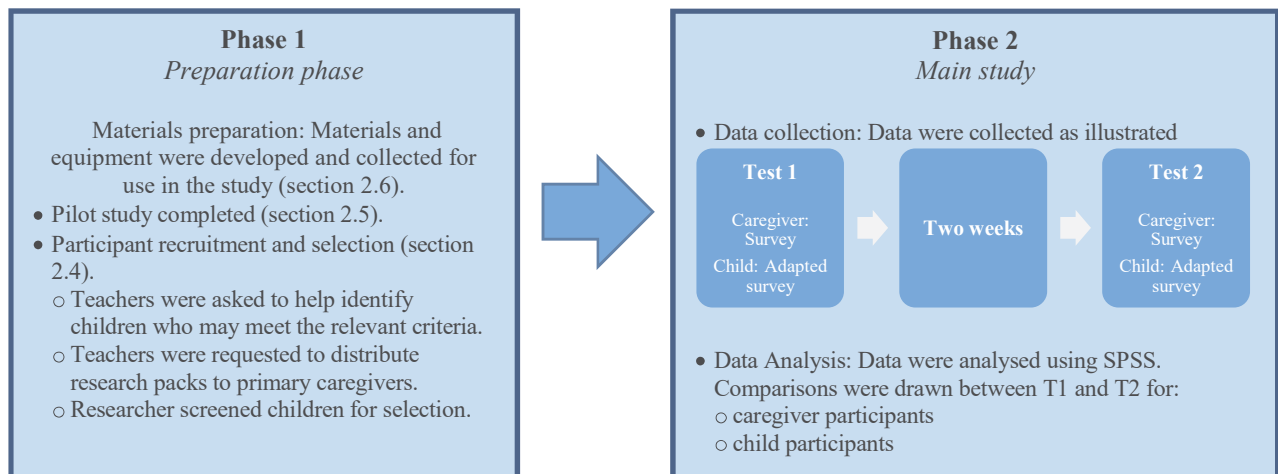 Phase 1
Preparation phase
Materials preparation: Materials and
equipment were developed and collected for
use in the study (section 2.6).
• Pilot study completed (section 2.5).
• Participant recruitment and selection (section
2.4).
o Teachers were asked to help identify
children who may meet the relevant criteria.
o Teachers were requested to distribute
research packs to primary caregivers.
o Researcher screened children for selection.
Phase 2
Main study
• Data collection: Data were collected as illustrated
Test 1
Caregiver:
Survey
Child: Adapted
survey
Two weeks
Test 2
Caregiver:
Survey
Child: Adapted
survey
• Data Analysis: Data were analysed using SPSS.
Comparisons were drawn between T1 and T2 for:
o caregiver participants
o child participants